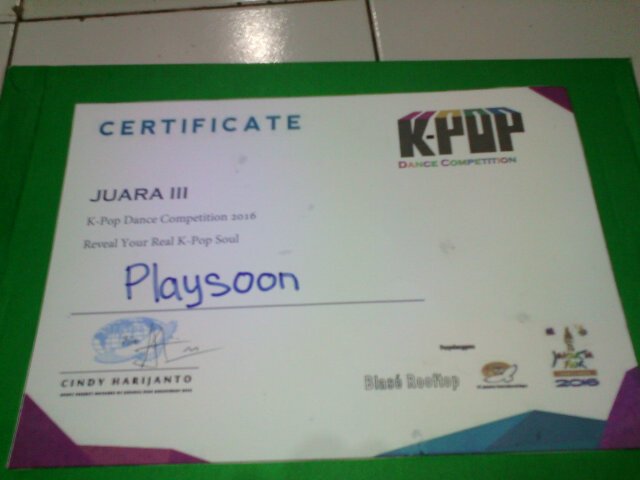 CERTIFICATE
K-POP
DANCE COMPETITION
JUARA III
K-Pop Dance Competition 2016
Reveal Your Real K-Pop Soul
Playsoon
CINDY HARIJANTO
Blasé Rooftop
2016